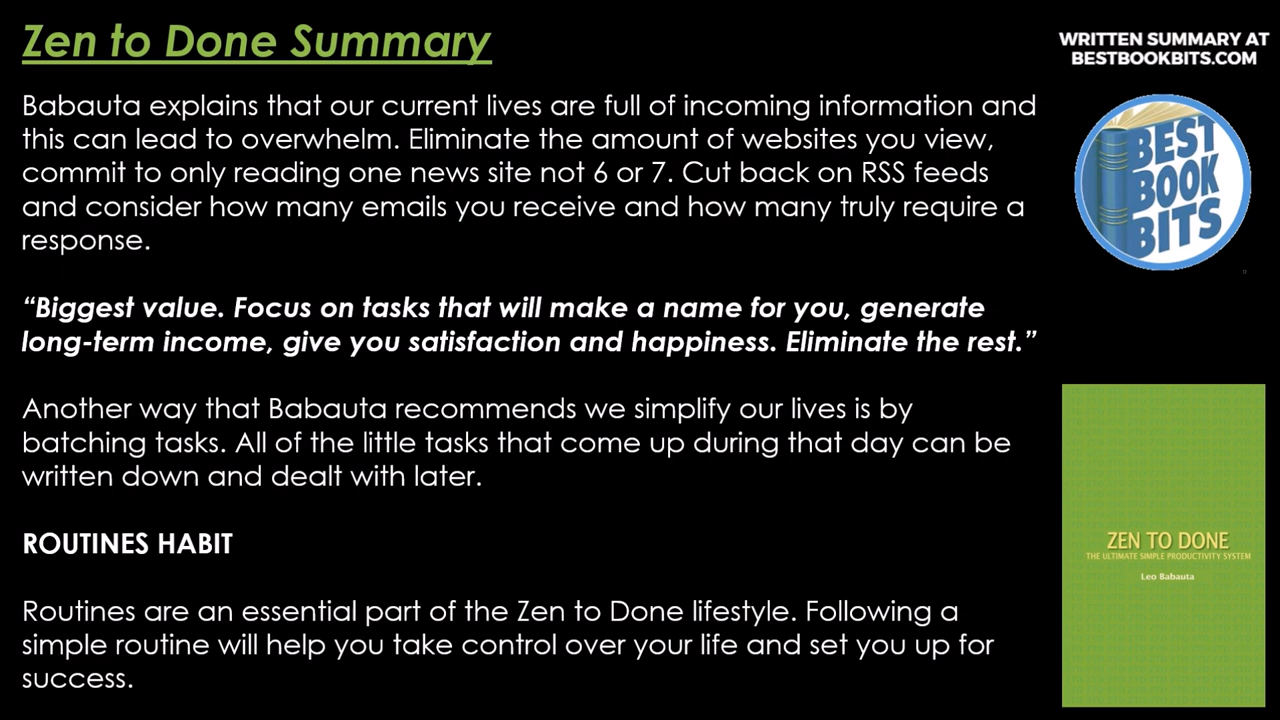 Zen to Done Summary
WRITTEN SUMMARY AT
BESTBOOKBITS.COM
Babauta explains that our current lives are full of incoming information and
this can lead to overwhelm. Eliminate the amount of websites you view,
commit to only reading one news site not 6 or 7. Cut back on RSS feeds
and consider how many emails you receive and how many truly require a
response.
BEST
BOOK
BITS
“Biggest value. Focus on tasks that will make a name for you, generate
long-term income, give you satisfaction and happiness. Eliminate the rest.”
Another way that Babauta recommends we simplify our lives is by
batching tasks. All of the little tasks that come up during that day can be
written down and dealt with later.
ROUTINES HABIT
Routines are an essential part of the Zen to Done lifestyle. Following a
simple routine will help you take control over your life and set you up for
success.
ZEN TO DONE
THE ULTIMATE SIMPLE PRODUCTIVITY SYSTEM
Leo Babauta